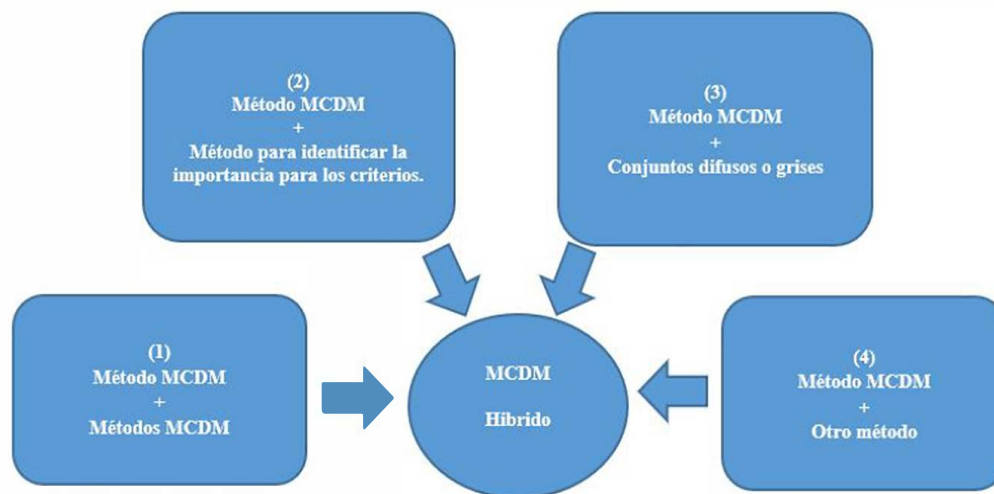 (2)
Método MCDM
+
Método para identificar la
importancia para los criterios.
(3)
Método MCDM
+
Conjuntos difusos o grises
(1)
Método MCDM
+
Métodos MCDM
MCDM
Hibrido
(4)
Método MCDM
+
Otro método